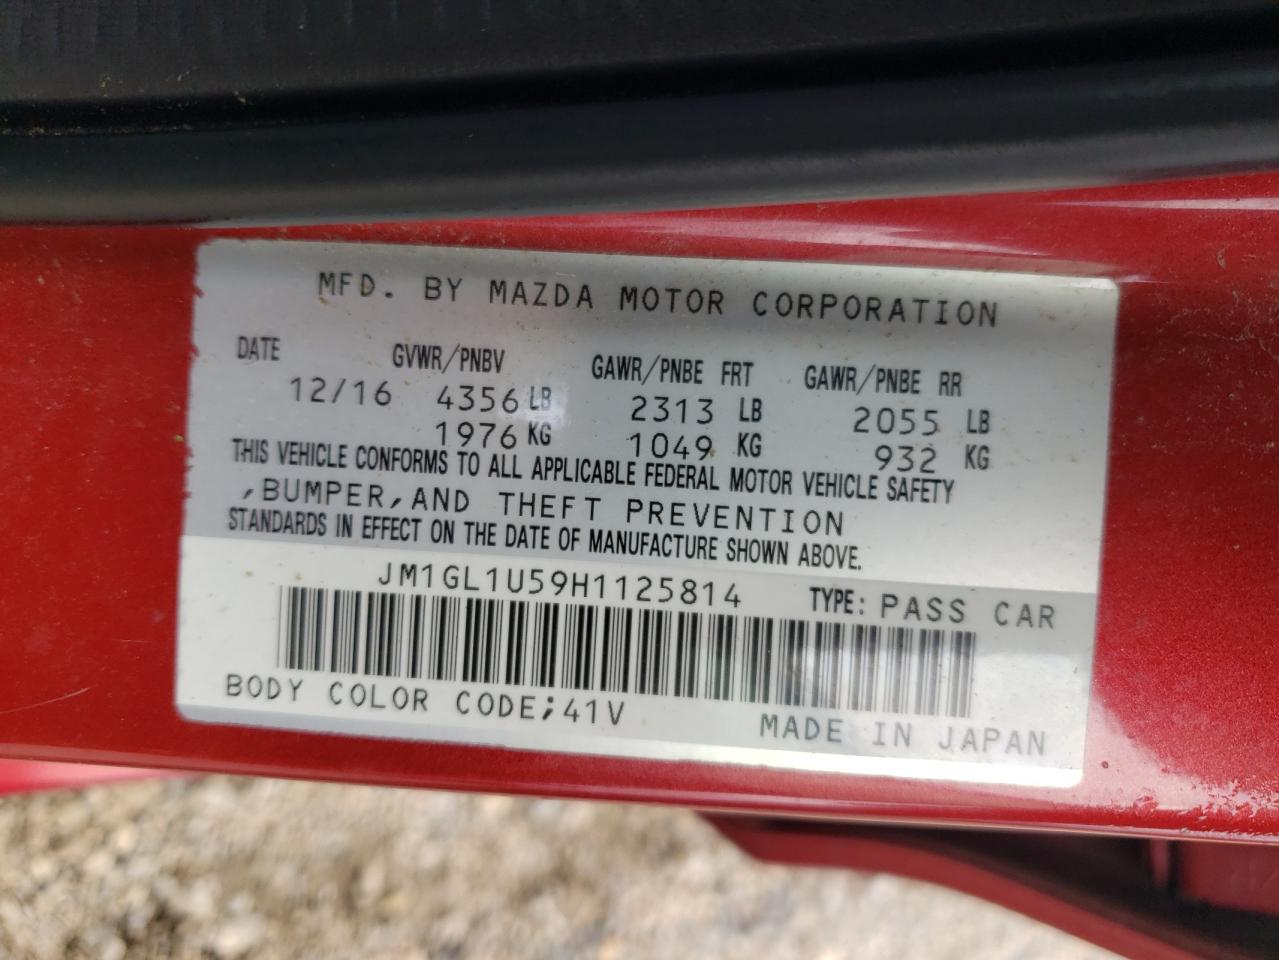 MFD. BY MAZDA MOTOR CORPORATION
DATE GVWR/PNBV GAWR/PNBE FRT GAWR/PNBE RR
12/16 4356 LB 2313 LB 2055 LB
1976 KG 1049 KG 932 KG
THIS VEHICLE CONFORMS TO ALL APPLICABLE FEDERAL MOTOR VEHICLE SAFETY
,BUMPER,AND THEFT PREVENTION
STANDARDS IN EFFECT ON THE DATE OF MANUFACTURE SHOWN ABOVE.
JM1GL1U59H1125814 TYPE: PASS CAR
BODY COLOR CODE;41V
MADE IN JAPAN